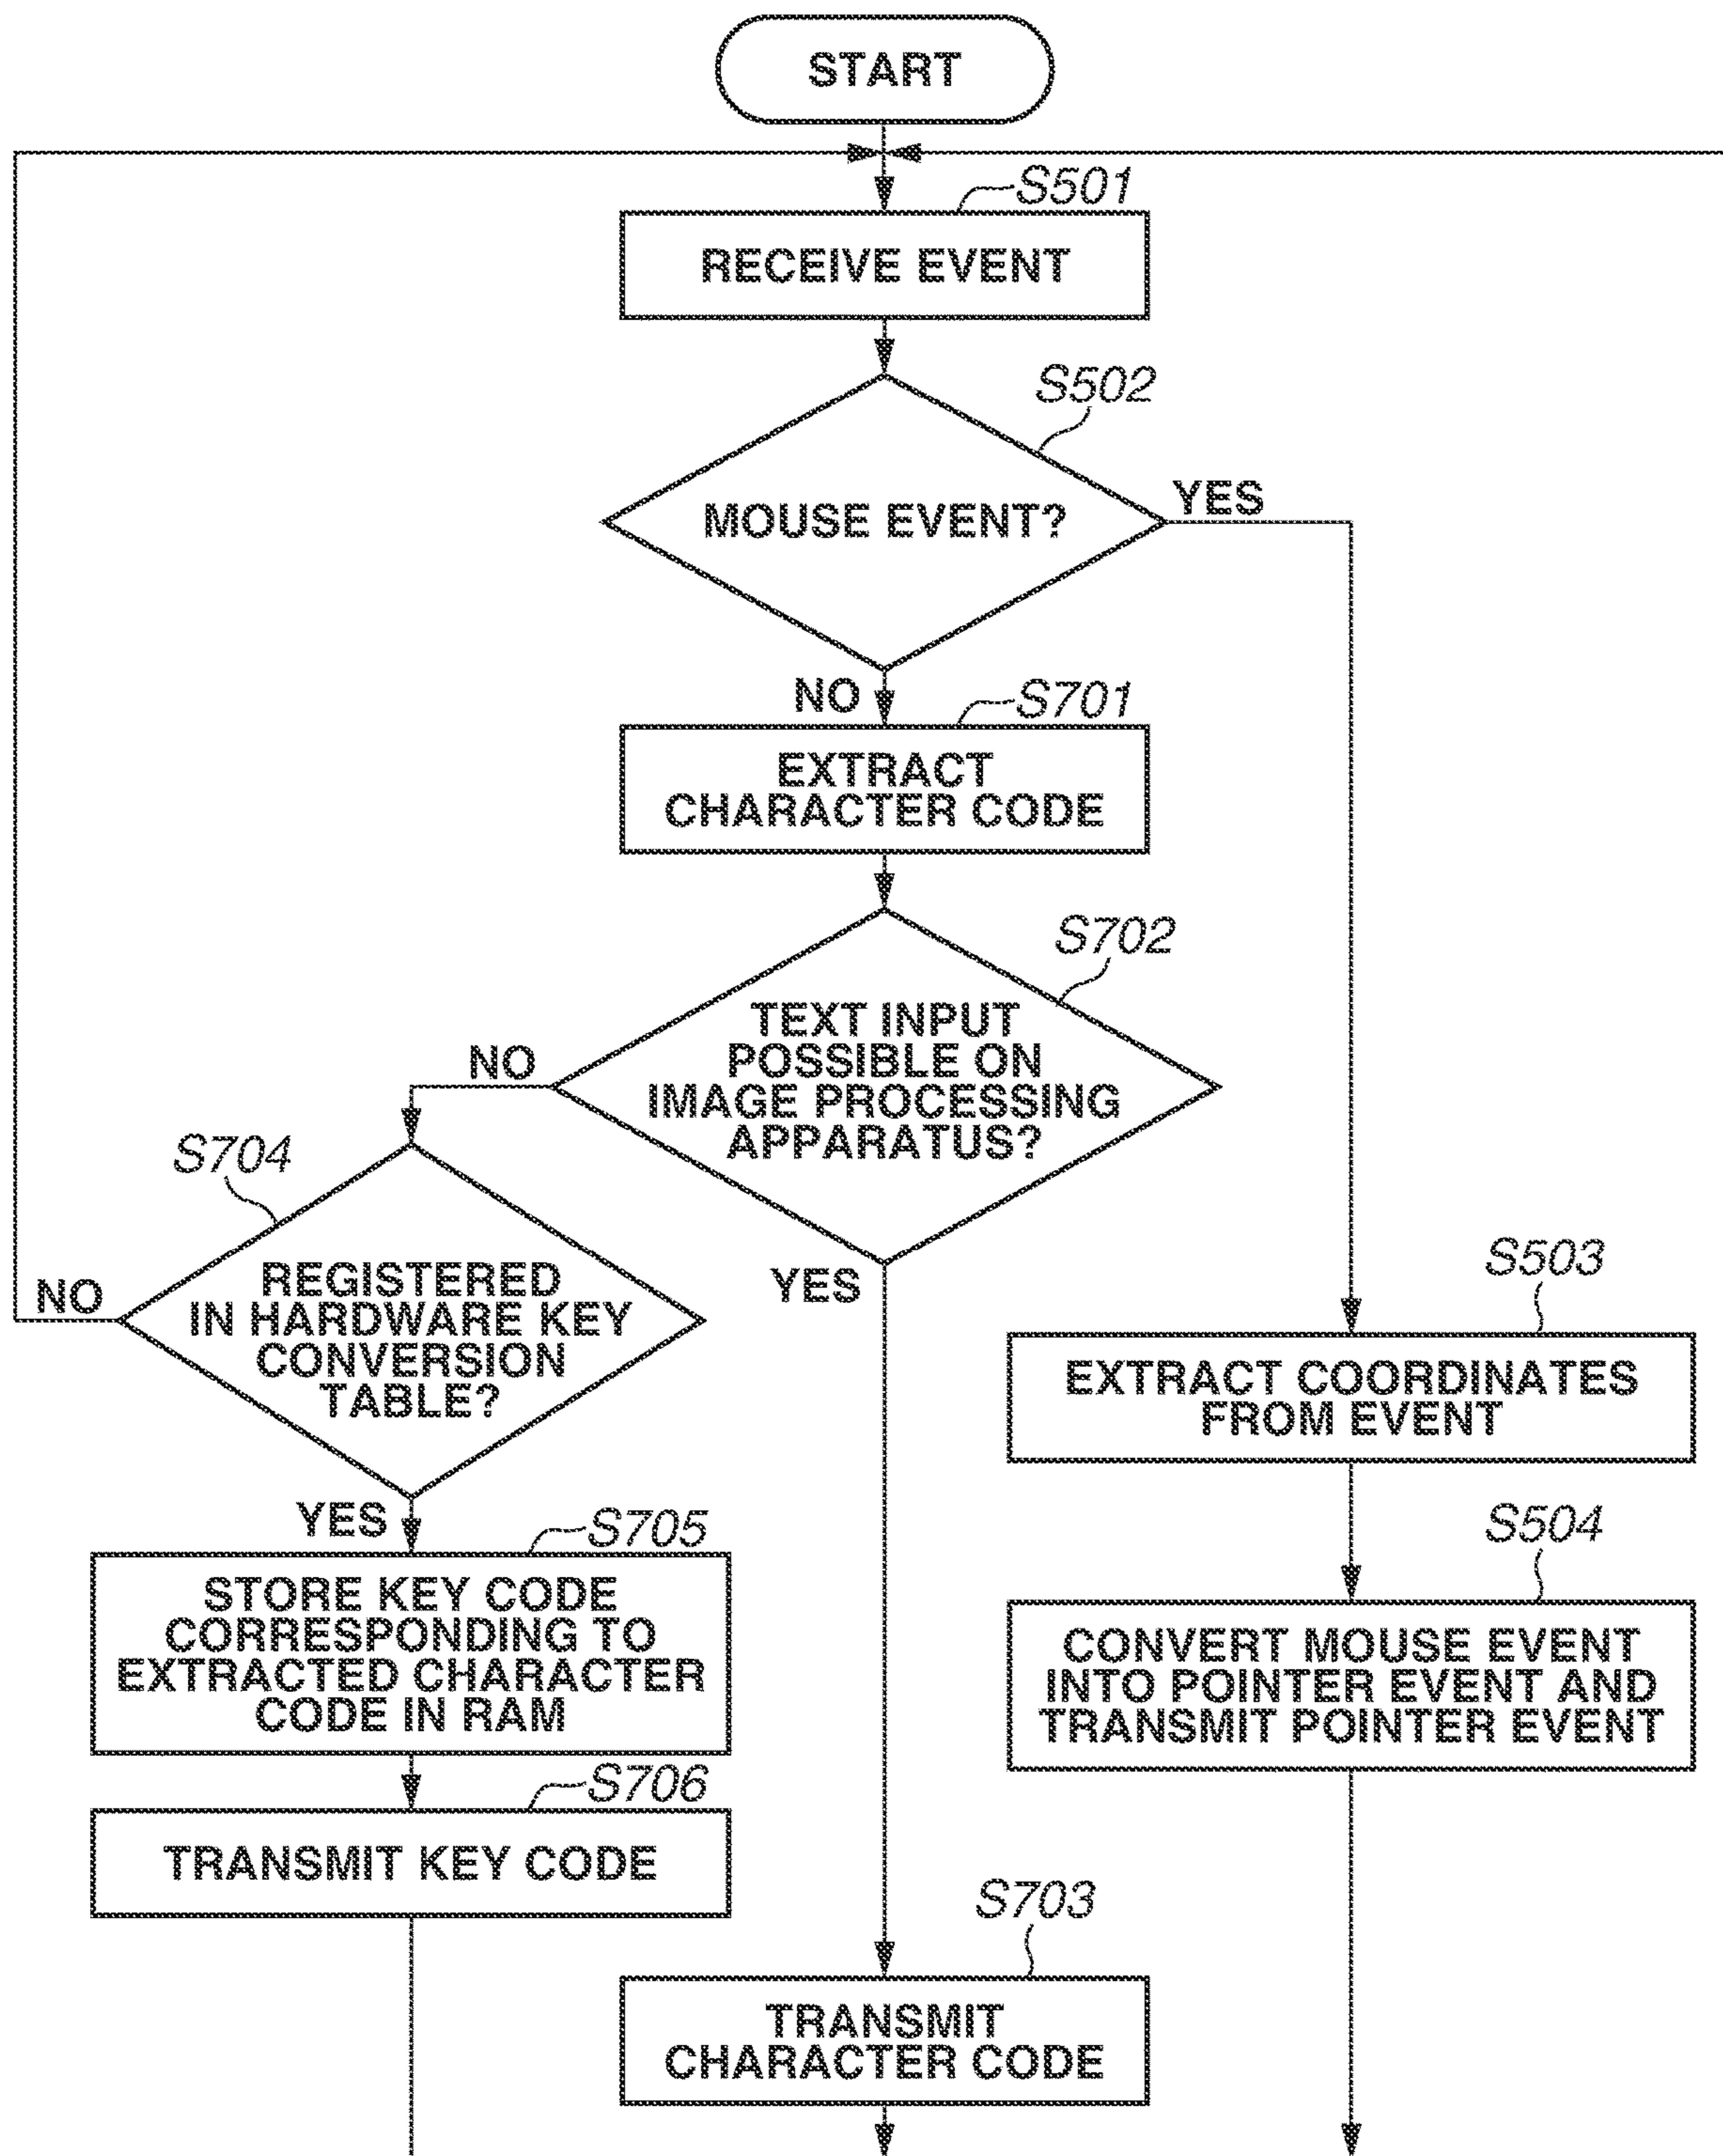 START
S501
RECEIVE EVENT
S502
MOUSE EVENT?
YES
NO
S701
EXTRACT
CHARACTER CODE
S702
TEXT INPUT
POSSIBLE ON
IMAGE PROCESSING
APPARATUS?
NO
YES
S704
REGISTERED
IN HARDWARE KEY
CONVERSION
TABLE?
NO
YES
S503
EXTRACT COORDINATES
FROM EVENT
S705
STORE KEY CODE
CORRESPONDING TO
EXTRACTED CHARACTER
CODE IN RAM
S504
CONVERT MOUSE EVENT
INTO POINTER EVENT AND
TRANSMIT POINTER EVENT
S706
TRANSMIT KEY CODE
S703
TRANSMIT
CHARACTER CODE